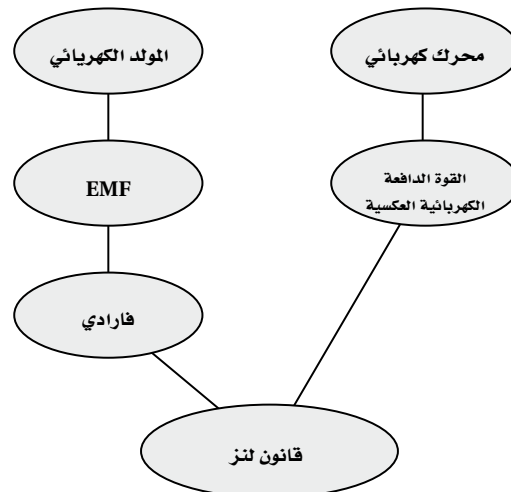 محرك كهربائي
المولد الكهربائي
القوة الدافعة
الكهربائية العكسية
EMF
فارادي
قانون لنز